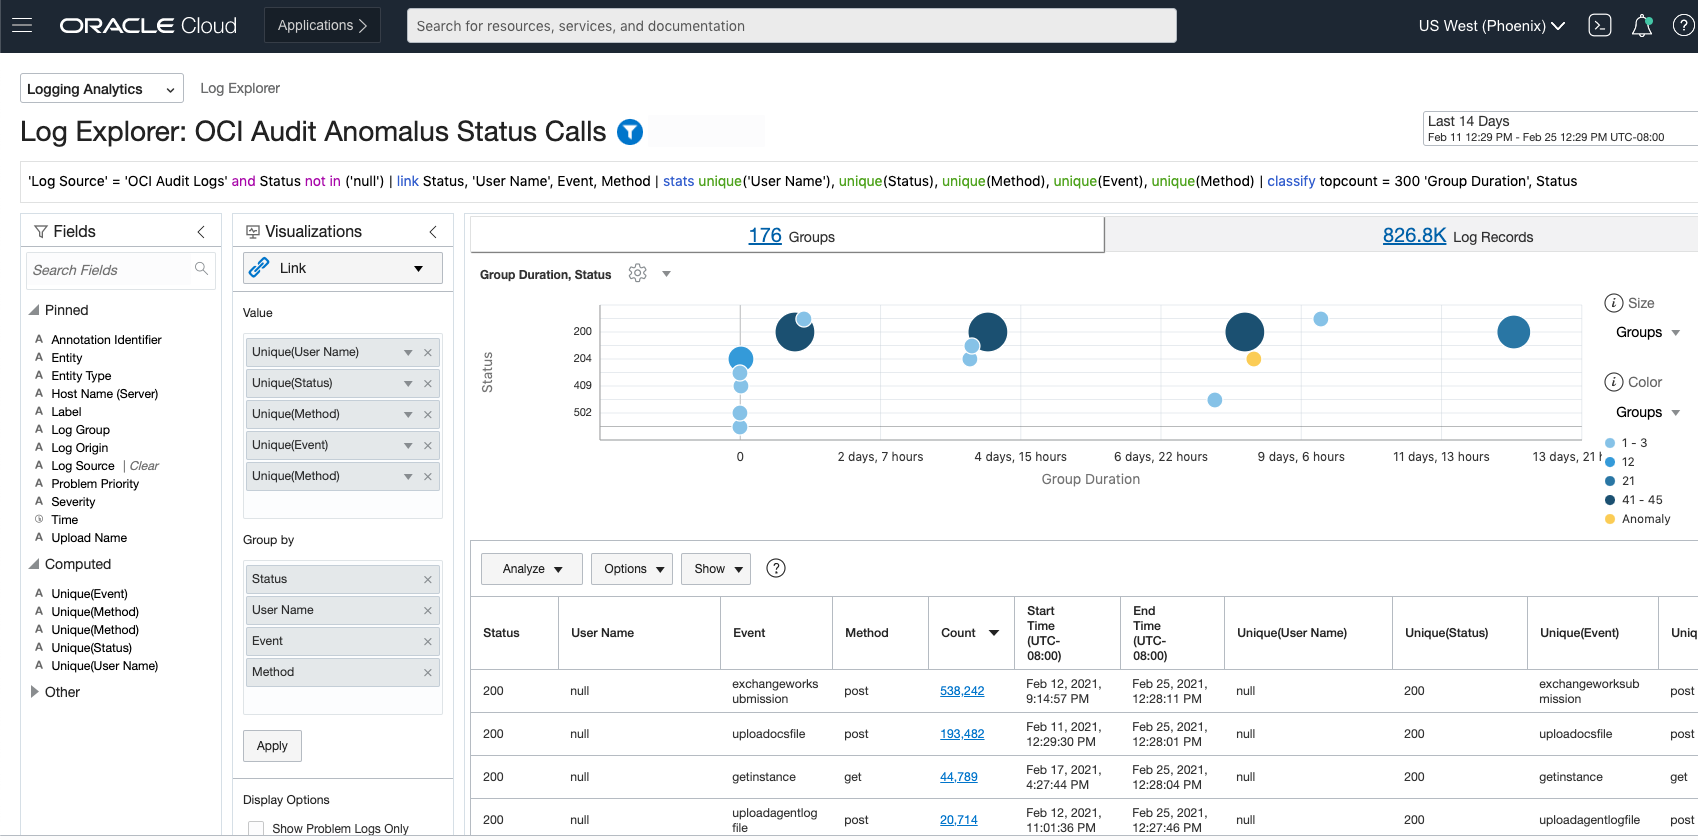 ORACLE Cloud
Applications
Search for resources, services, and documentation
US West (Phoenix)
Logging Analytics
Log Explorer
Log Explorer: OCI Audit Anomalus Status Calls
Last 14 Days
Feb 11 12:29 PM - Feb 25 12:29 PM UTC-08:00
'Log Source' = 'OCI Audit Logs' and Status not in ('null') | link Status, 'User Name', Event, Method | stats unique('User Name'), unique(Status), unique(Method), unique(Event), unique(Method) | classify topcount = 300 'Group Duration', Status
Fields
Search Fields
Pinned
A Annotation Identifier
A Entity
A Entity Type
A Host Name (Server)
A Label
A Log Group
A Log Origin
A Log Source | Clear
A Problem Priority
A Severity
Time
A Upload Name
Computed
A Unique(Event)
A Unique(Method)
A Unique(Method)
A Unique(Status)
A Unique(User Name)
Other
Visualizations
Link
Value
Unique(User Name)
Unique(Status)
Unique(Method)
Unique(Event)
Unique(Method)
Group by
Status
User Name
Event
Method
Apply
Display Options
Show Problem Logs Only
176 Groups
826.8K Log Records
Group Duration, Status
Status
200
204
409
502
0
2 days, 7 hours
4 days, 15 hours
6 days, 22 hours
9 days, 6 hours
11 days, 13 hours
13 days, 21 h
Group Duration
Size
Groups
Color
Groups
1 - 3
12
21
41 - 45
Anomaly
Analyze
Options
Show
Status User Name Event Method Count Start Time (UTC-08:00) End Time (UTC-08:00) Unique(User Name) Unique(Status) Unique(Event) Uniq
200 null exchangeworksubmission post 538,242 Feb 12, 2021, 9:14:57 PM Feb 25, 2021, 12:28:11 PM null 200 exchangeworksubmission post
200 null uploadocsfile post 193,482 Feb 11, 2021, 12:29:30 PM Feb 25, 2021, 12:28:01 PM null 200 uploadocsfile post
200 null getinstance get 44,789 Feb 17, 2021, 4:27:44 PM Feb 25, 2021, 12:28:04 PM null 200 getinstance get
200 null uploadagentlogfile post 20,714 Feb 12, 2021, 11:01:36 PM Feb 25, 2021, 12:27:46 PM null 200 uploadagentlogfile post